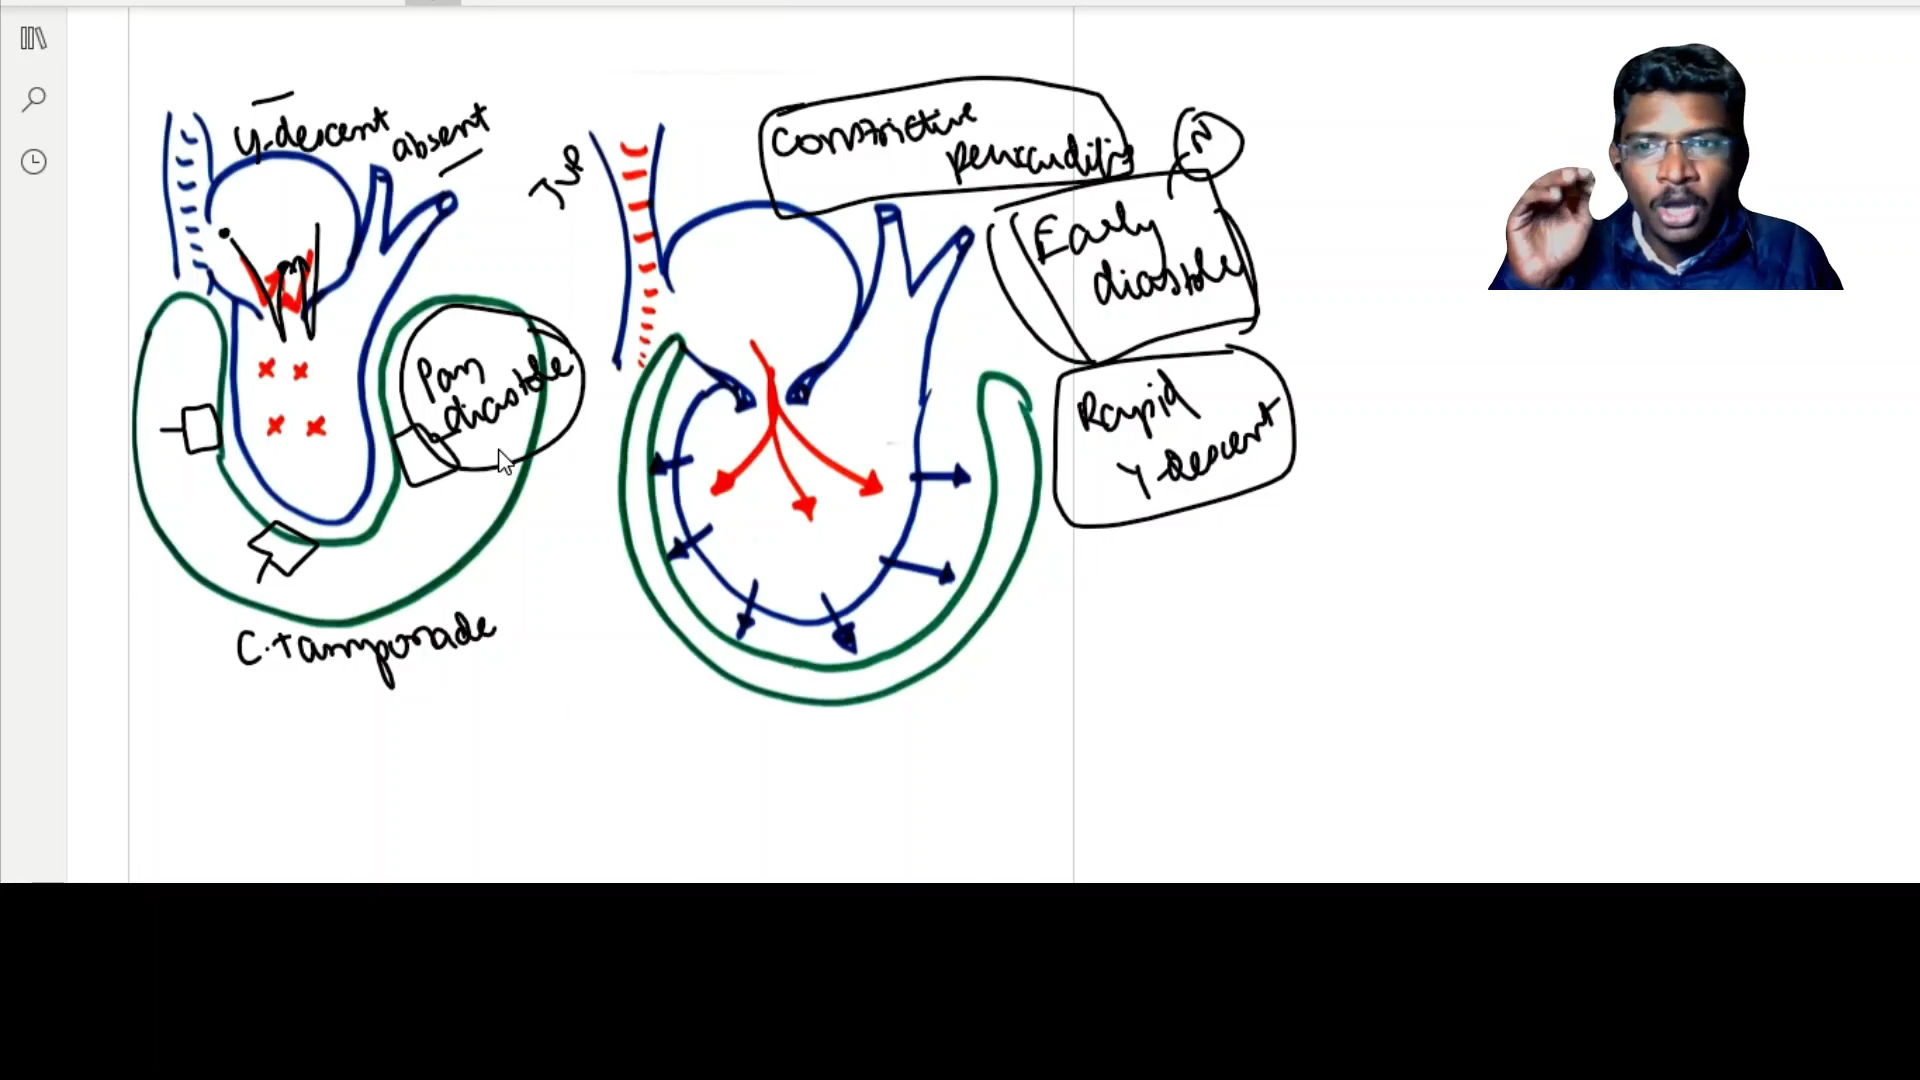 y-descent
absent
Pan
diastole
C.tamponade
JVP
Constrictive
pericarditis
N
Early
diastole
Rapid
Y-descent